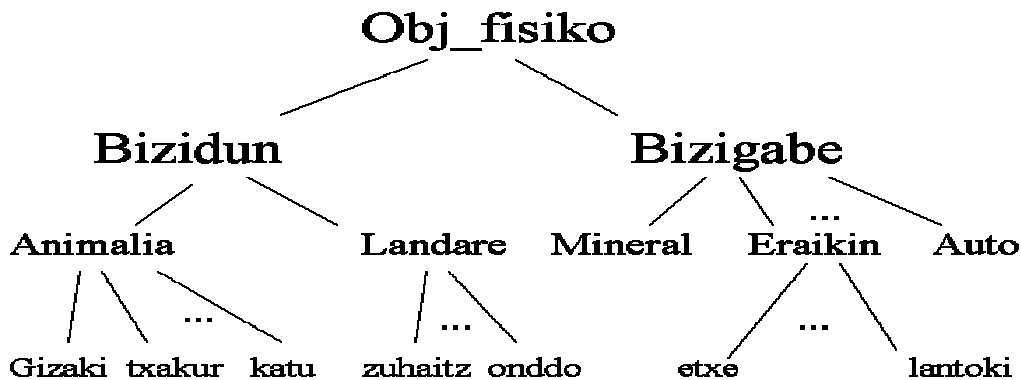 Obj_fisiko
Bizidun Bizigabe
...
Animalia Landare Mineral Eraikin Auto
... ... ...
Gizaki txakur katu zuhaitz onddo etxe lantoki